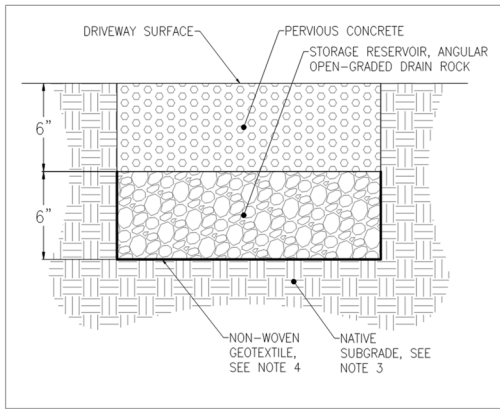 DRIVEWAY SURFACE
PERVIOUS CONCRETE
STORAGE RESERVOIR, ANGULAR
OPEN-GRADED DRAIN ROCK
6"
6"
NON-WOVEN
GEOTEXTILE,
SEE NOTE 4
NATIVE
SUBGRADE, SEE
NOTE 3